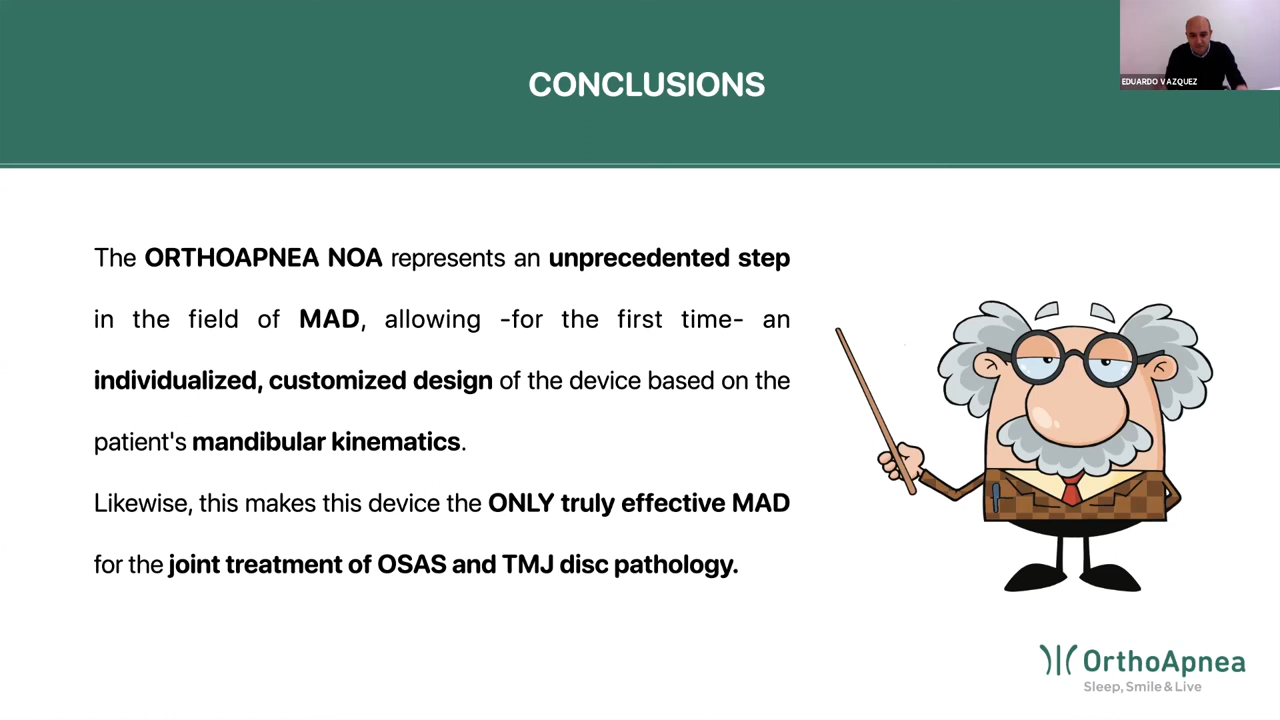 CONCLUSIONS
EDUARDO VAZQUEZ
The ORTHOAPNEA NOA represents an unprecedented step
in the field of MAD, allowing -for the first time- an
individualized, customized design of the device based on the
patient's mandibular kinematics.
Likewise, this makes this device the ONLY truly effective MAD
for the joint treatment of OSAS and TMJ disc pathology.
OrthoApnea
Sleep, Smile & Live